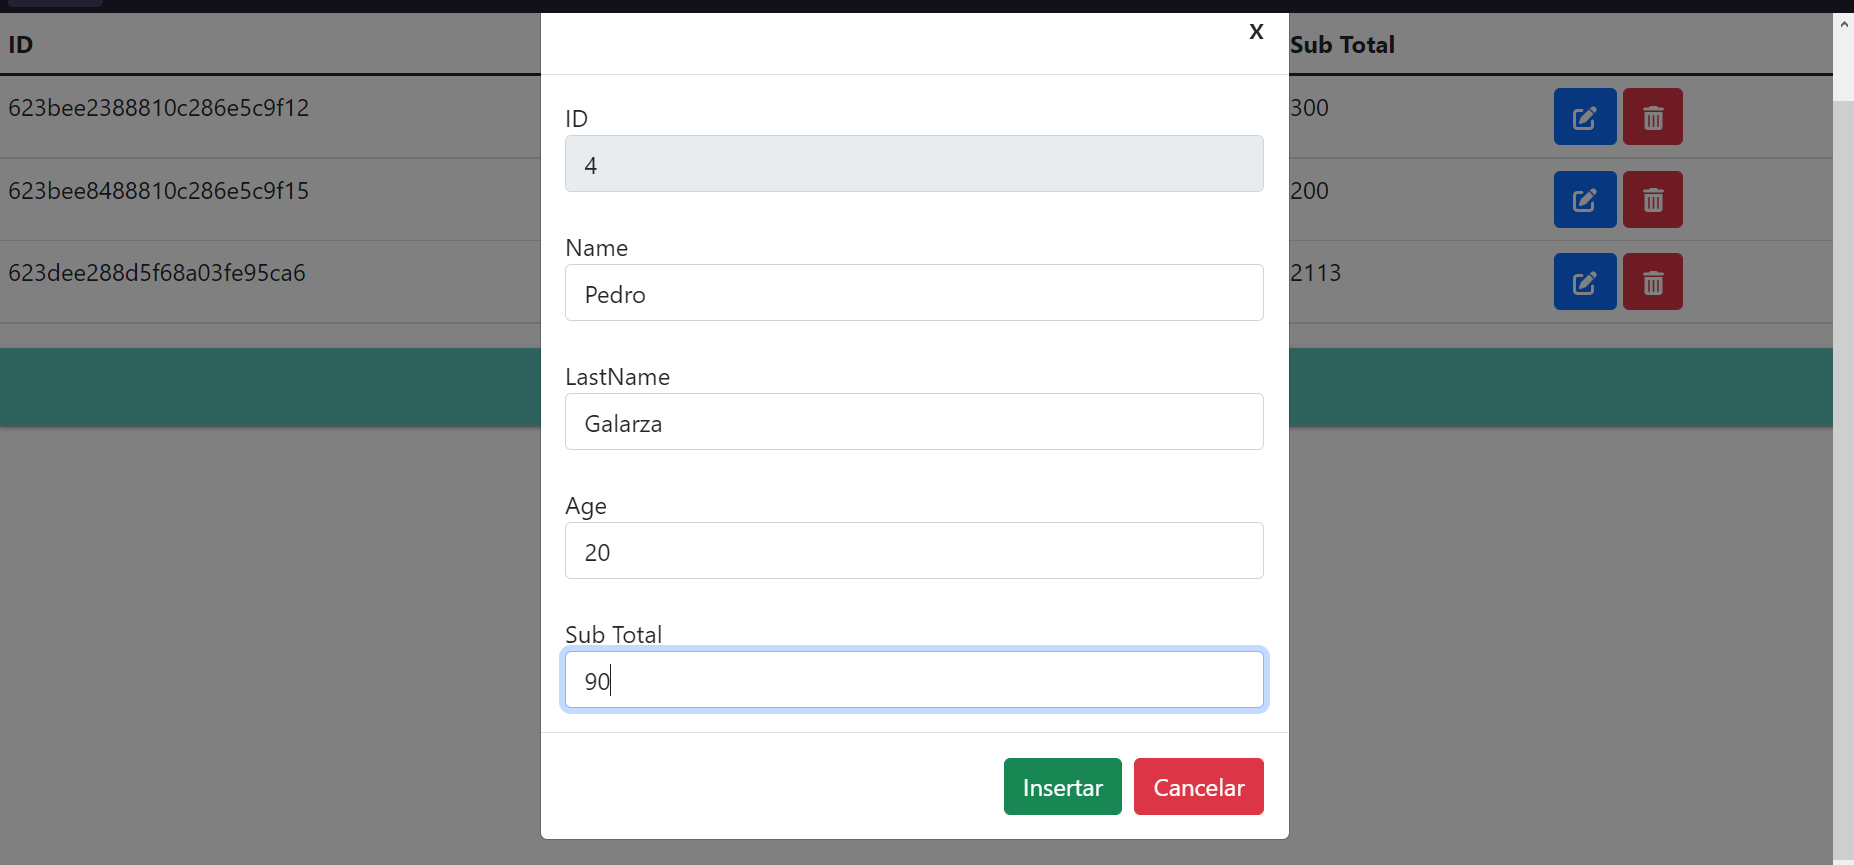 X
ID
Sub Total
623bee2388810c286e5c9f12
300
623bee8488810c286e5c9f15
200
623dee288d5f68a03fe95ca6
2113
ID
4
Name
Pedro
LastName
Galarza
Age
20
Sub Total
90
Insertar Cancelar